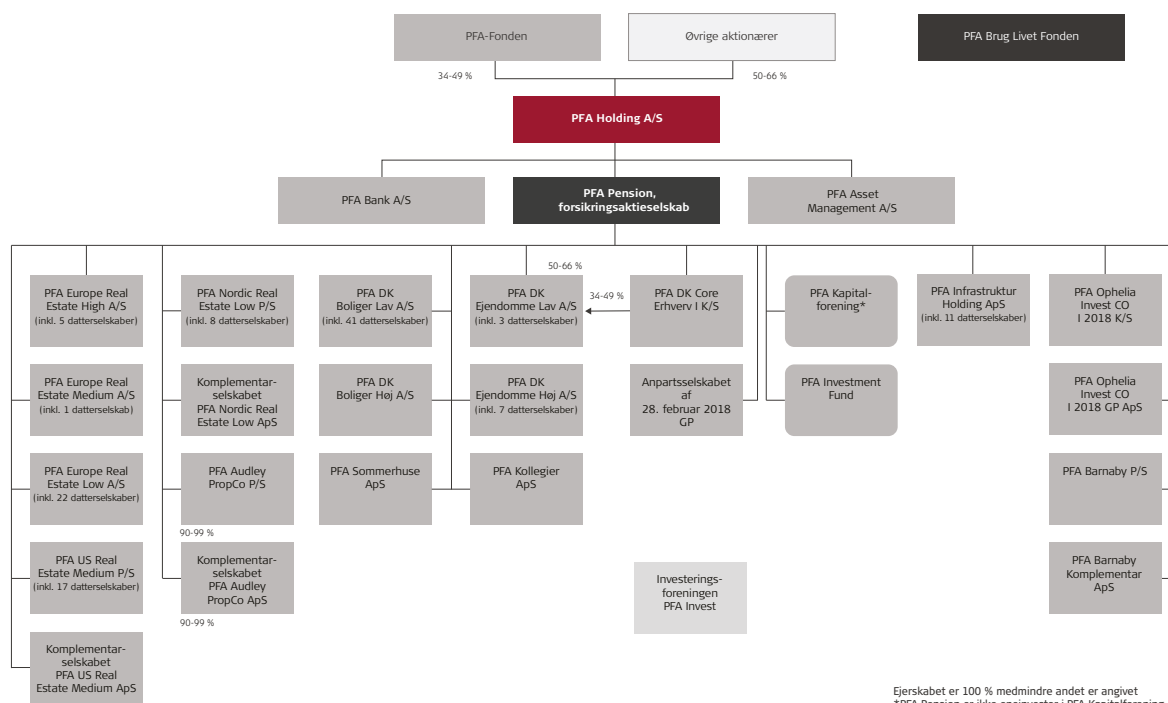 PFA-Fonden
Øvrige aktionærer
PFA Brug Livet Fonden
34-49 %
50-66 %
PFA Holding A/S
PFA Bank A/S
PFA Pension,
forsikringsaktieselskab
PFA Asset
Management A/S
50-66 %
34-49 %
PFA Europe Real
Estate High A/S
(inkl. 5 datterselskaber)
PFA Nordic Real
Estate Low P/S
(inkl. 8 datterselskaber)
PFA DK
Boliger Lav A/S
(inkl. 41 datterselskaber)
PFA DK
Ejendomme Lav A/S
(inkl. 3 datterselskaber)
PFA DK Core
Erhverv I K/S
PFA Kapital-
forening*
PFA Infrastruktur
Holding ApS
(inkl. 11 datterselskaber)
PFA Ophelia
Invest CO
I 2018 K/S
PFA Europe Real
Estate Medium A/S
(inkl. 1 datterselskab)
Komplementar-
selskabet
PFA Nordic Real
Estate Low ApS
PFA DK
Boliger Høj A/S
PFA DK
Ejendomme Høj A/S
(inkl. 7 datterselskaber)
Anpartsselskabet
af
28. februar 2018
GP
PFA Investment
Fund
PFA Ophelia
Invest CO
I 2018 GP ApS
PFA Europe Real
Estate Low A/S
(inkl. 22 datterselskaber)
PFA Audley
PropCo P/S
PFA Sommerhuse
ApS
PFA Kollegier
ApS
PFA Barnaby P/S
90-99 %
PFA US Real
Estate Medium P/S
(inkl. 17 datterselskaber)
Komplementar-
selskabet
PFA Audley
PropCo ApS
Investerings-
foreningen
PFA Invest
PFA Barnaby
Komplementar
ApS
90-99 %
Komplementar-
selskabet
PFA US Real
Estate Medium ApS
Ejerskabet er 100 % medmindre andet er angivet
*PFA Pension er ikke eneinvestor i PFA Kapitalforening